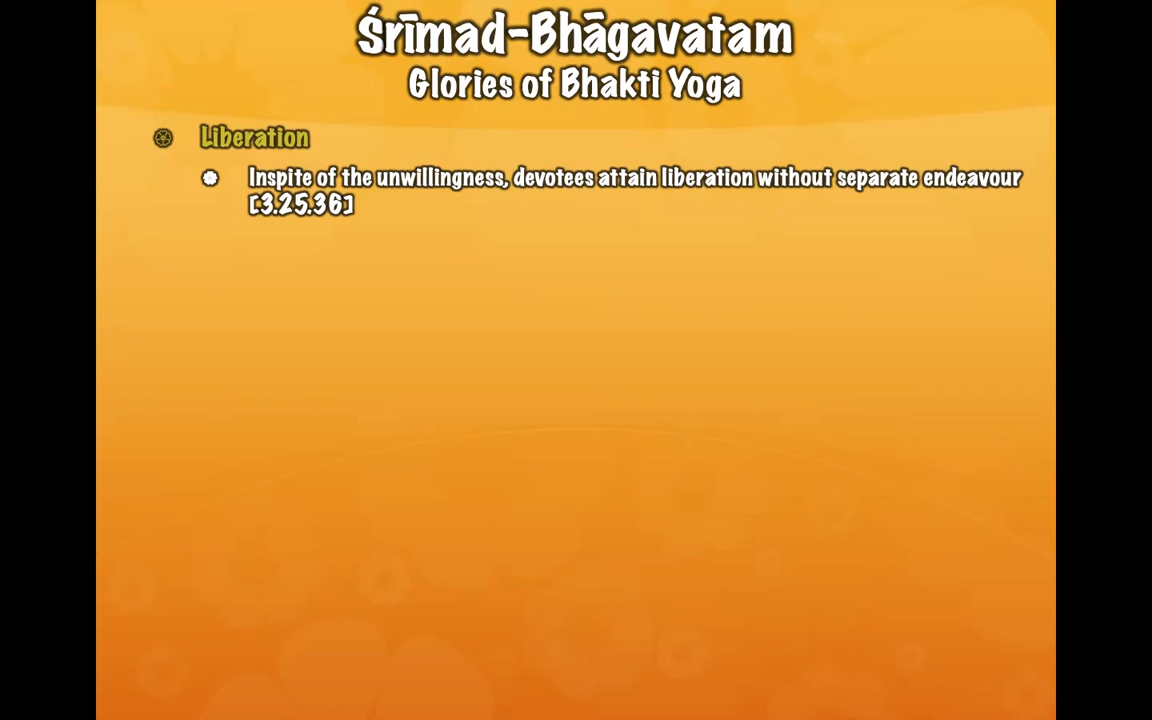 Śrīmad-Bhāgavatam
Glories of Bhakti Yoga
Liberation
Inspite of the unwillingness, devotees attain liberation without separate endeavour
[3.25.36]